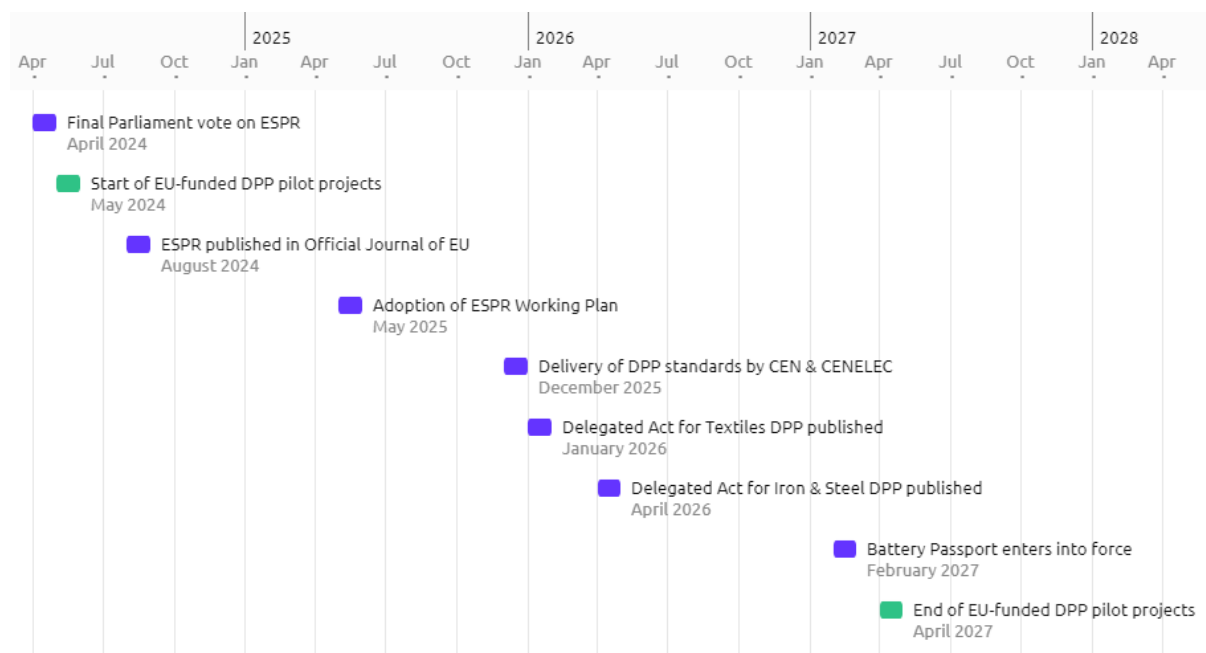 2025 2026 2027 2028
Apr Jul Oct Jan Apr Jul Oct Jan Apr Jul Oct Jan Apr Jul Oct Jan Apr
Final Parliament vote on ESPR
April 2024
Start of EU-funded DPP pilot projects
May 2024
ESPR published in Official Journal of EU
August 2024
Adoption of ESPR Working Plan
May 2025
Delivery of DPP standards by CEN & CENELEC
December 2025
Delegated Act for Textiles DPP published
January 2026
Delegated Act for Iron & Steel DPP published
April 2026
Battery Passport enters into force
February 2027
End of EU-funded DPP pilot projects
April 2027